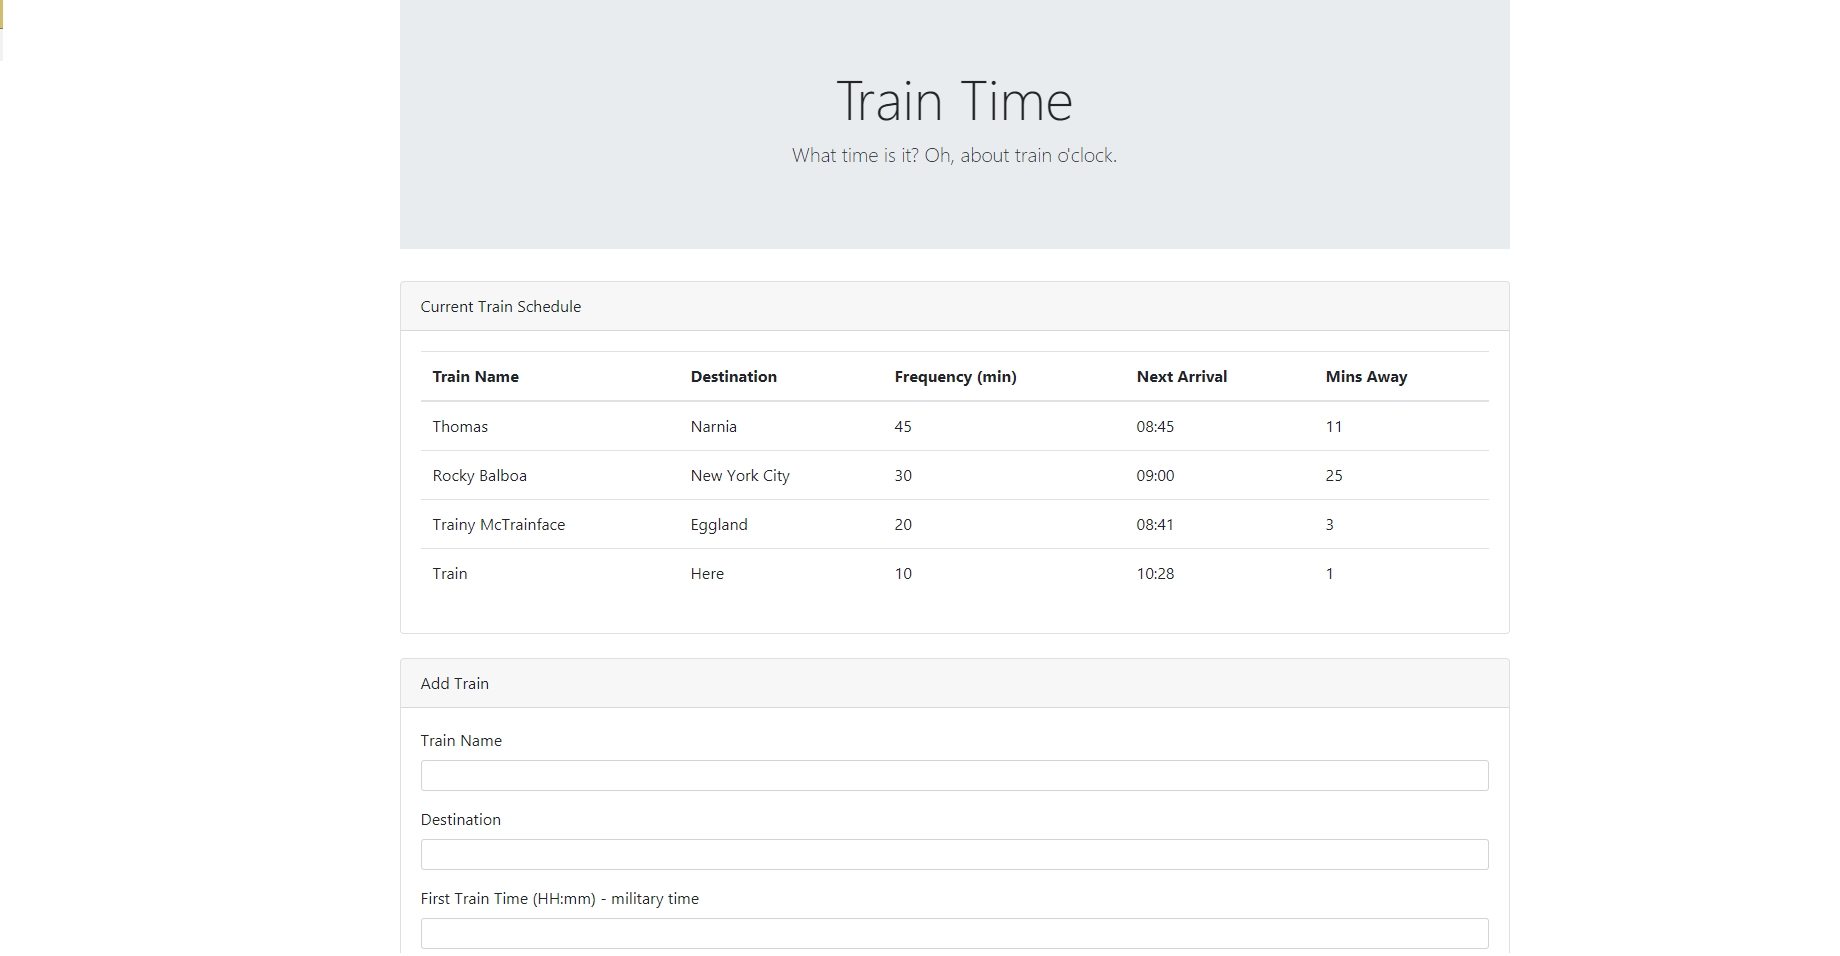 Train Time
What time is it? Oh, about train o'clock.
Current Train Schedule
Train Name Destination Frequency (min) Next Arrival Mins Away
Thomas Narnia 45 08:45 11
Rocky Balboa New York City 30 09:00 25
Trainy McTrainface Eggland 20 08:41 3
Train Here 10 10:28 1
Add Train
Train Name
Destination
First Train Time (HH:mm) - military time